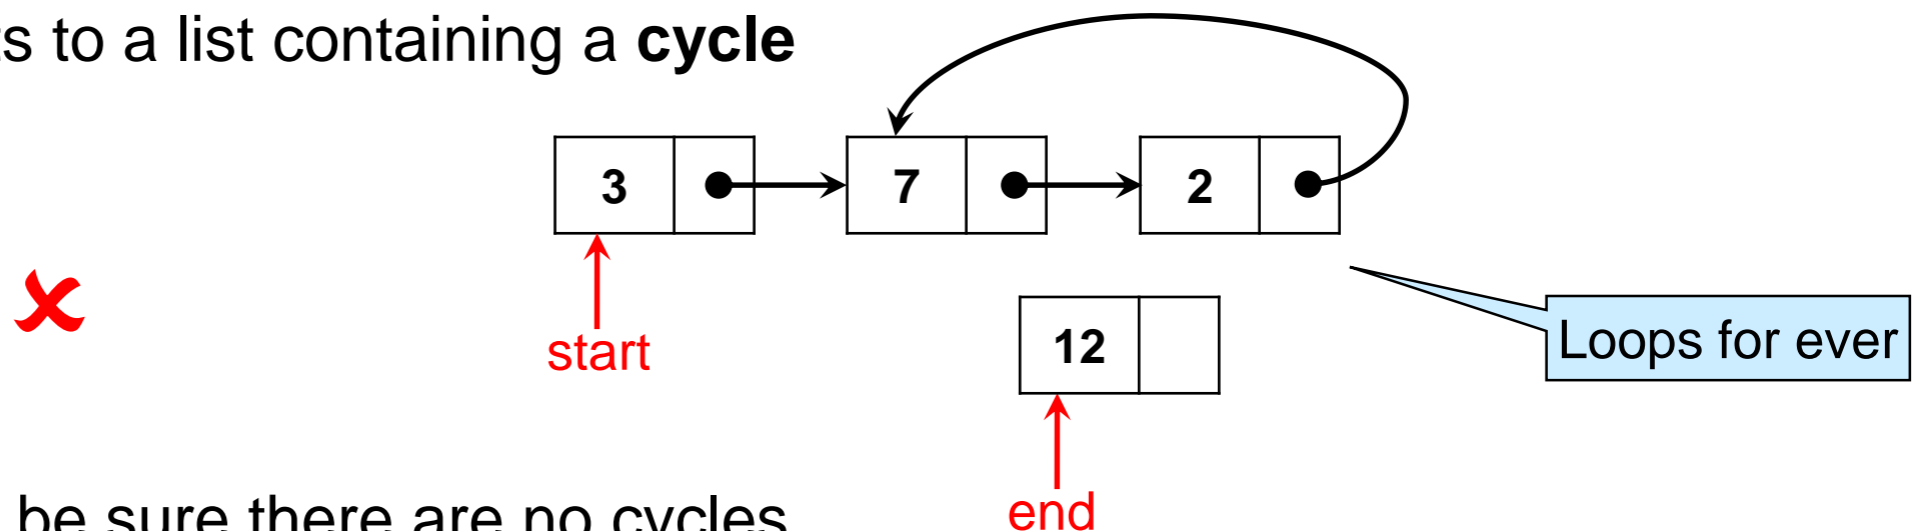 to a list containing a cycle
3 7 2
start
12
Loops for ever
end
be sure there are no cycles